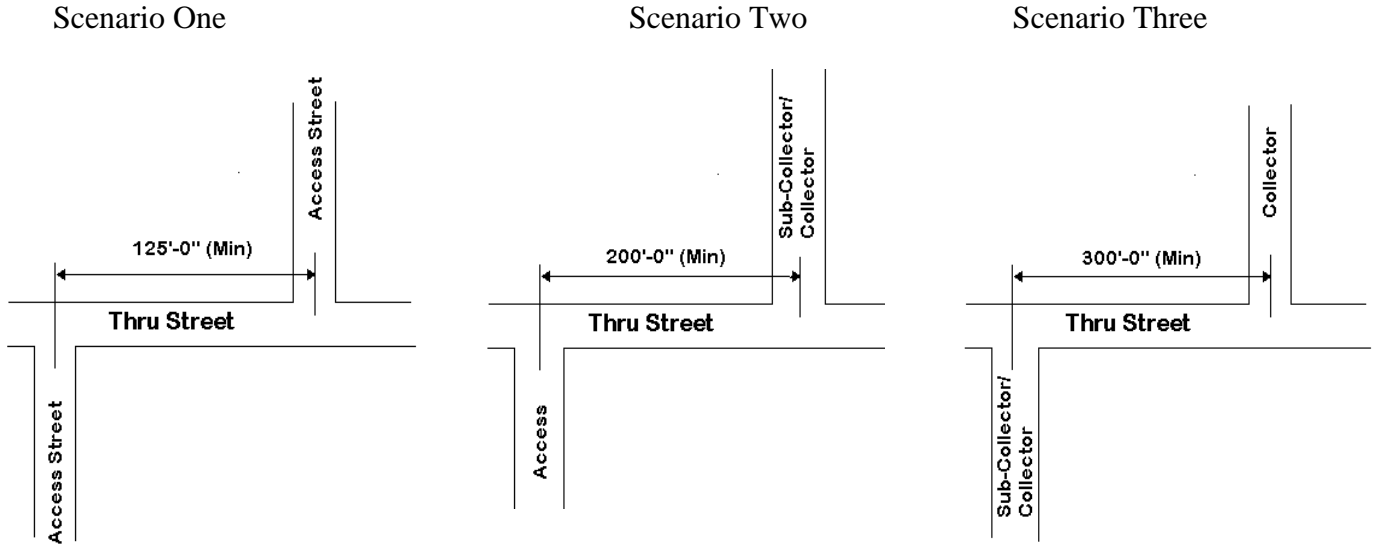 Scenario One
Scenario Two
Scenario Three
Access Street
125'-0" (Min)
Thru Street
Access Street
Sub-Collector/
Collector
200'-0" (Min)
Thru Street
Access
Collector
300'-0" (Min)
Thru Street
Sub-Collector/
Collector